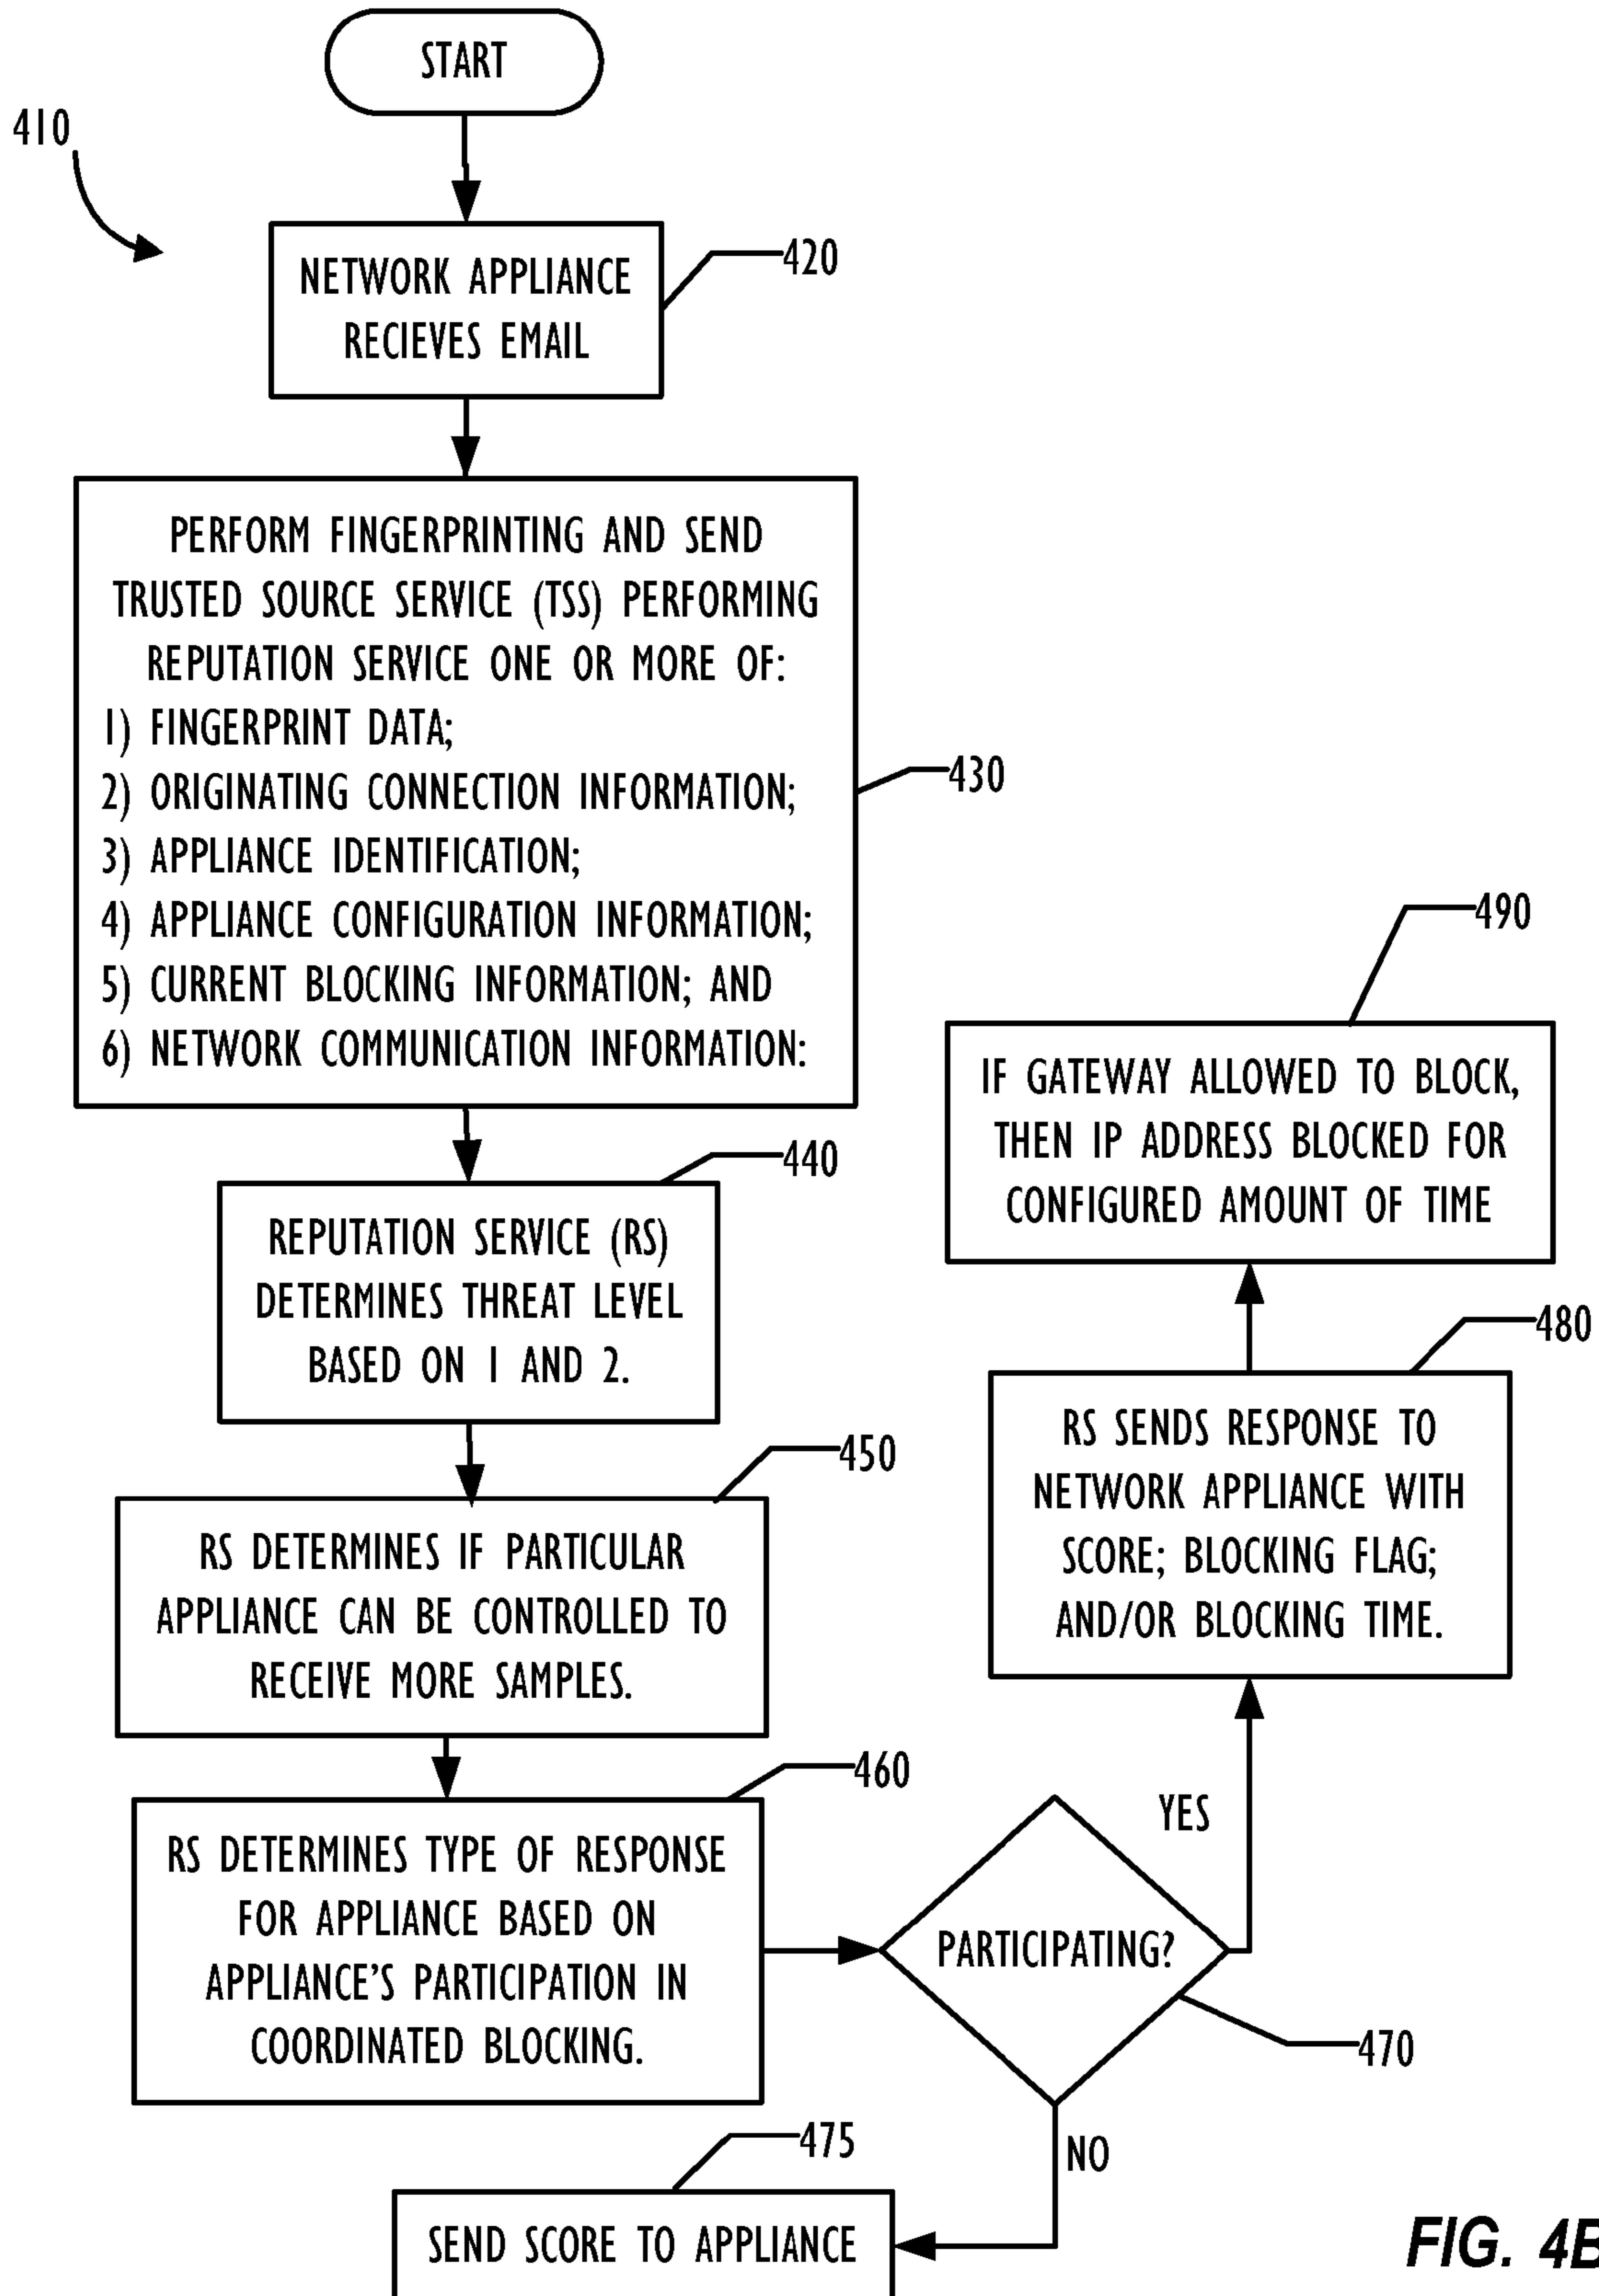 START
410
NETWORK APPLIANCE
RECIEVES EMAIL
420
PERFORM FINGERPRINTING AND SEND
TRUSTED SOURCE SERVICE (TSS) PERFORMING
REPUTATION SERVICE ONE OR MORE OF:
1) FINGERPRINT DATA;
2) ORIGINATING CONNECTION INFORMATION;
3) APPLIANCE IDENTIFICATION;
4) APPLIANCE CONFIGURATION INFORMATION;
5) CURRENT BLOCKING INFORMATION; AND
6) NETWORK COMMUNICATION INFORMATION:
430
440
REPUTATION SERVICE (RS)
DETERMINES THREAT LEVEL
BASED ON 1 AND 2.
450
RS DETERMINES IF PARTICULAR
APPLIANCE CAN BE CONTROLLED TO
RECEIVE MORE SAMPLES.
460
RS DETERMINES TYPE OF RESPONSE
FOR APPLIANCE BASED ON
APPLIANCE'S PARTICIPATION IN
COORDINATED BLOCKING.
PARTICIPATING?
470
YES
NO
475
SEND SCORE TO APPLIANCE
480
RS SENDS RESPONSE TO
NETWORK APPLIANCE WITH
SCORE; BLOCKING FLAG;
AND/OR BLOCKING TIME.
490
IF GATEWAY ALLOWED TO BLOCK,
THEN IP ADDRESS BLOCKED FOR
CONFIGURED AMOUNT OF TIME
FIG. 4B